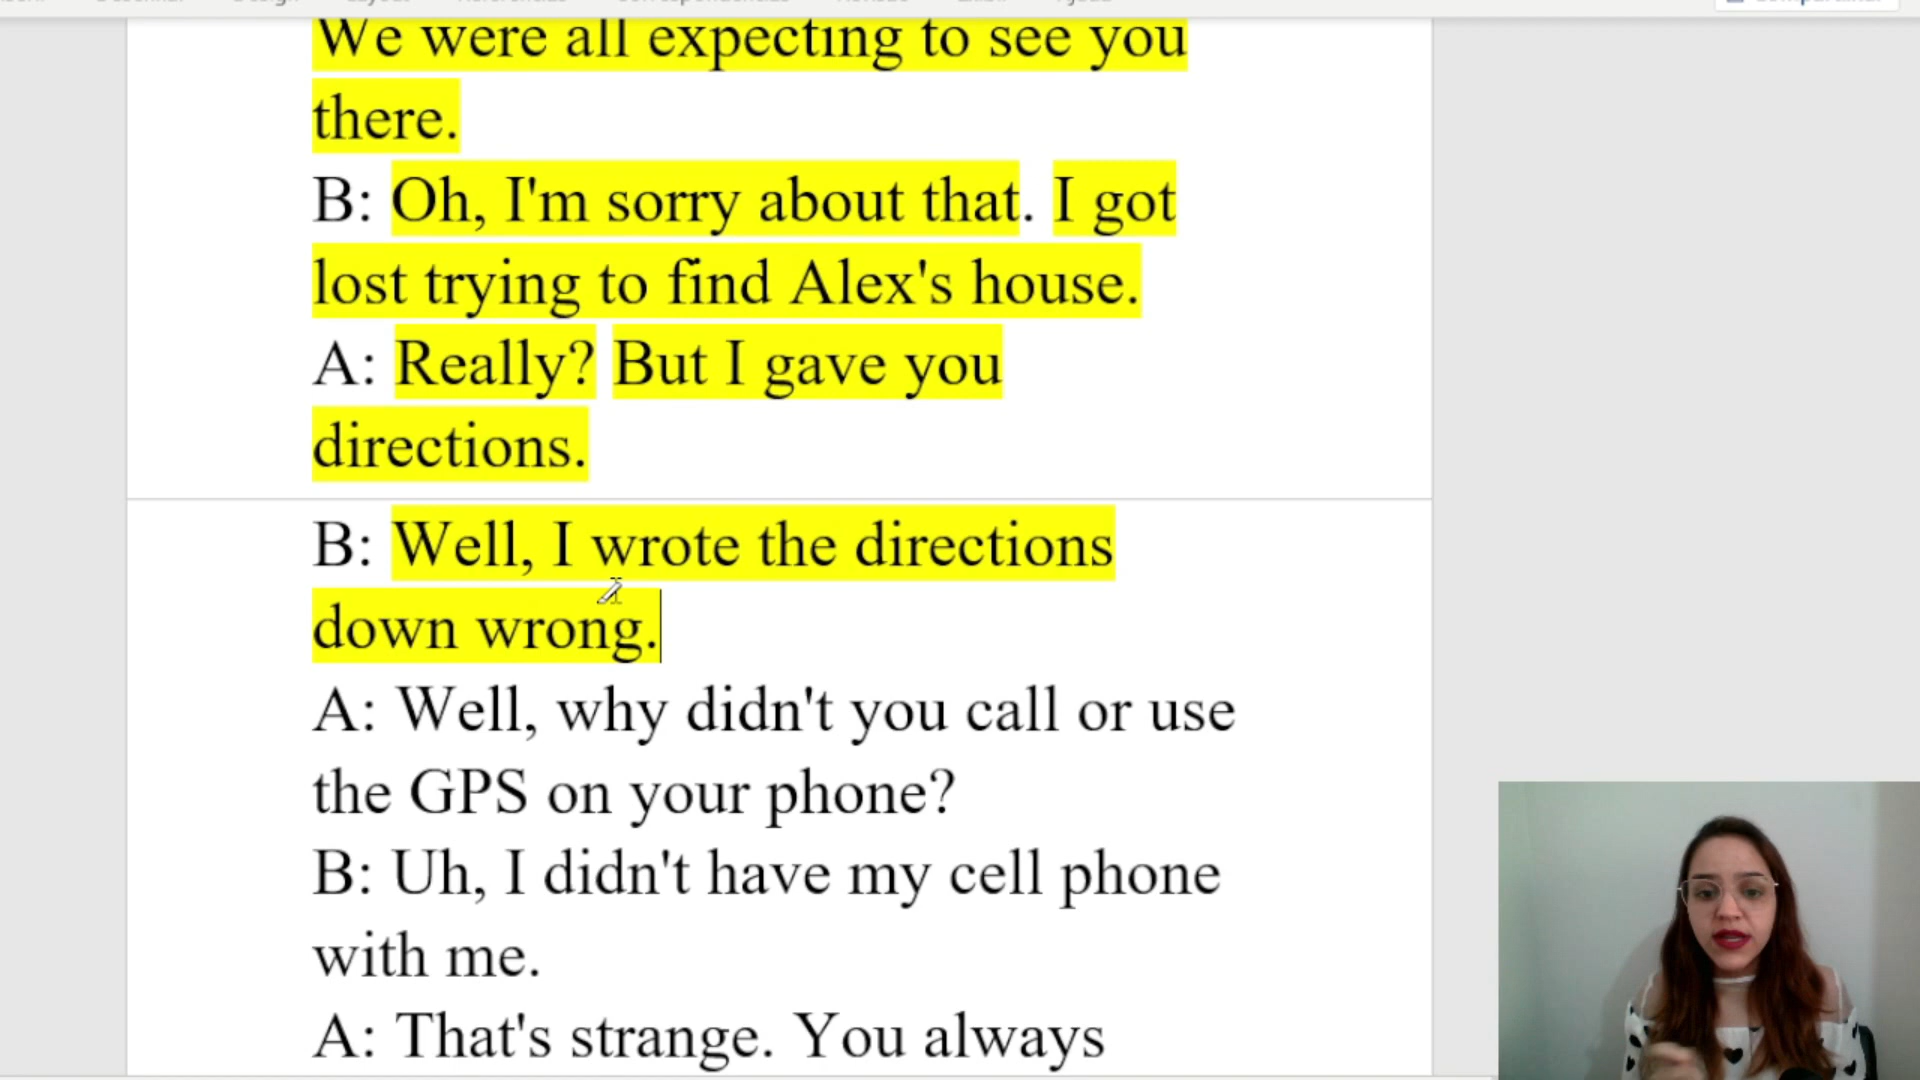 We were all expecting to see you
there.
B: Oh, I'm sorry about that. I got
lost trying to find Alex's house.
A: Really? But I gave you
directions.
B: Well, I wrote the directions
down wrong.
A: Well, why didn't you call or use
the GPS on your phone?
B: Uh, I didn't have my cell phone
with me.
A: That's strange. You always